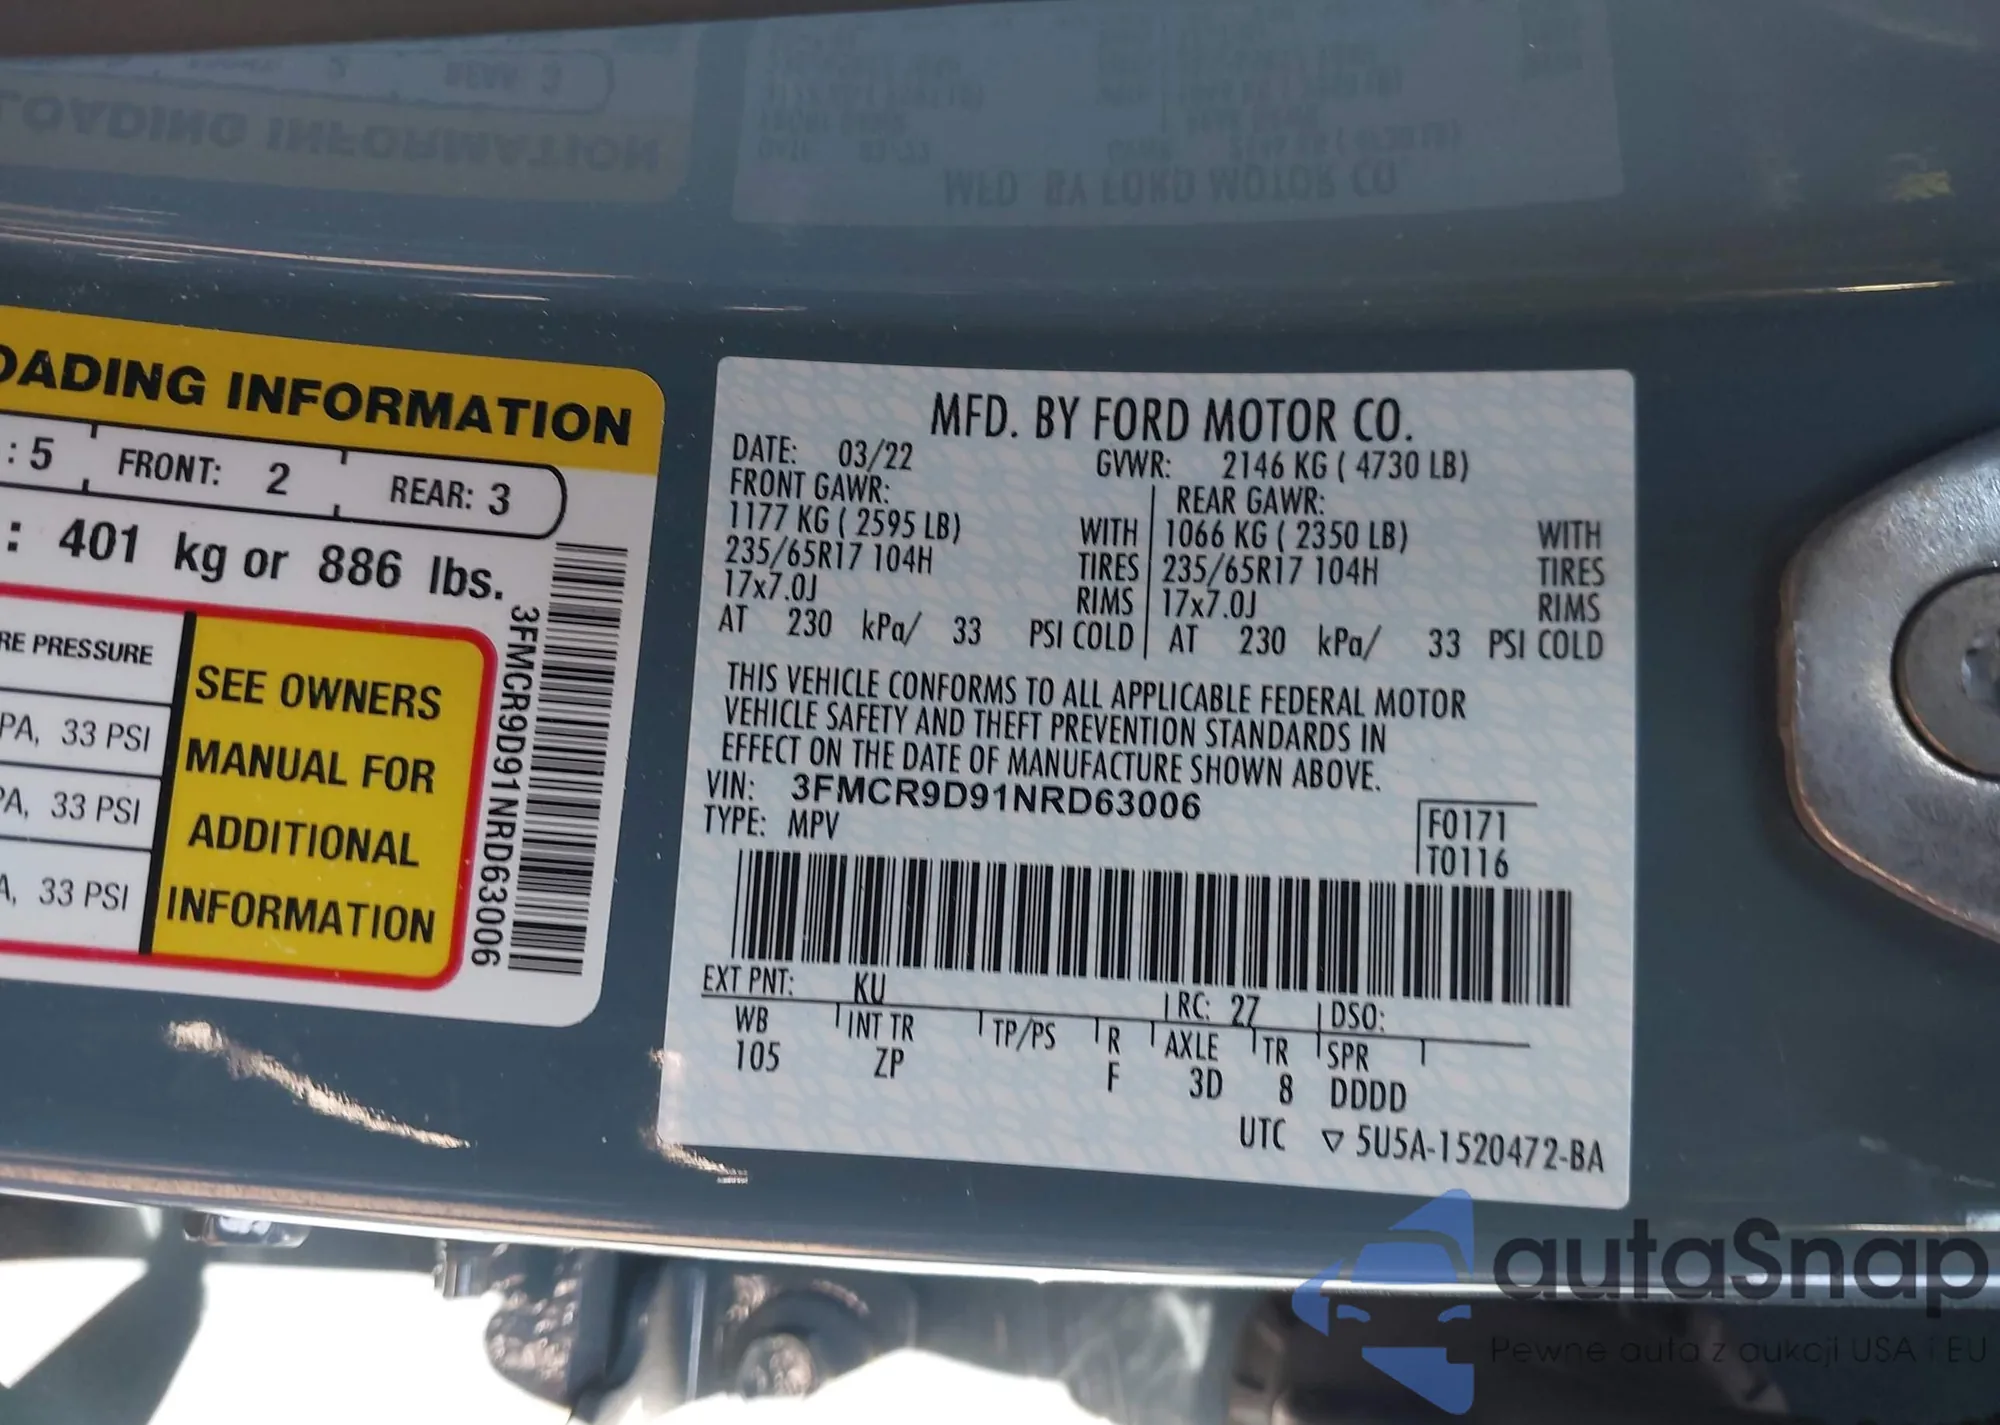 OADING INFORMATION
: 5 FRONT: 2 REAR: 3
: 401 kg or 886 lbs.
RE PRESSURE
PA, 33 PSI
PA, 33 PSI
A, 33 PSI
SEE OWNERS
MANUAL FOR
ADDITIONAL
INFORMATION
3FMCR9D91NRD63006
MFD. BY FORD MOTOR CO.
DATE: 03/22 GVWR: 2146 KG ( 4730 LB)
FRONT GAWR: REAR GAWR:
1177 KG ( 2595 LB) WITH 1066 KG ( 2350 LB) WITH
235/65R17 104H TIRES 235/65R17 104H TIRES
17x7.0J RIMS 17x7.0J RIMS
AT 230 kPa/ 33 PSI COLD AT 230 kPa/ 33 PSI COLD
THIS VEHICLE CONFORMS TO ALL APPLICABLE FEDERAL MOTOR
VEHICLE SAFETY AND THEFT PREVENTION STANDARDS IN
EFFECT ON THE DATE OF MANUFACTURE SHOWN ABOVE.
VIN: 3FMCR9D91NRD63006
TYPE: MPV
F0171
T0116
EXT PNT: KU RC: 27 DSO:
WB INT TR TP/PS R AXLE TR SPR
105 ZP F 3D 8 DDDD
UTC ▽ 5U5A-1520472-BA
autaSnap
Pewne auta z aukcji USA i EU